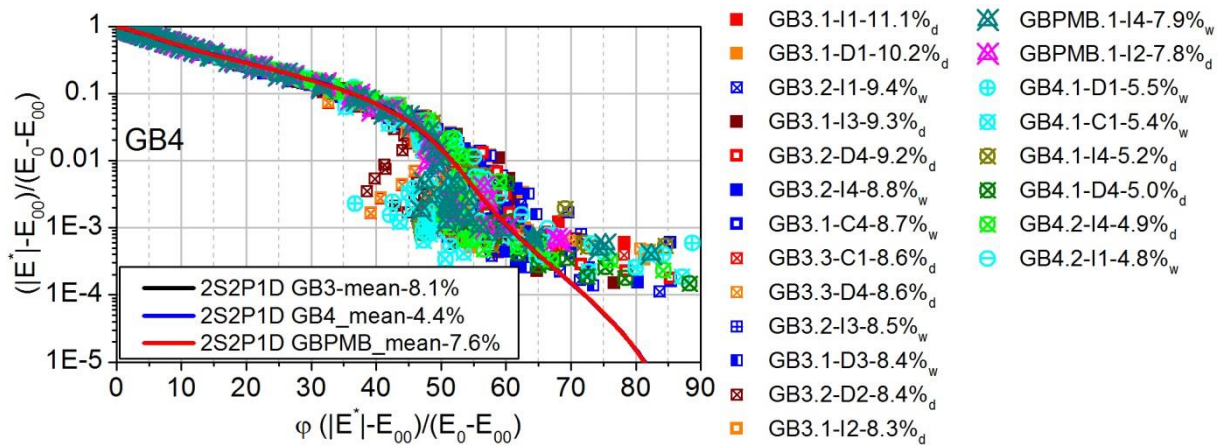 1
0.1
0.01
1E-3
1E-4
1E-5
(|E*|-E00)/(E0-E00)
GB4
2S2P1D GB3-mean-8.1%
2S2P1D GB4_mean-4.4%
2S2P1D GBPMB_mean-7.6%
0 10 20 30 40 50 60 70 80 90
φ (|E*|-E00)/(E0-E00)
GB3.1-I1-11.1%d
GB3.1-D1-10.2%d
GB3.2-I1-9.4%w
GB3.1-I3-9.3%d
GB3.2-D4-9.2%d
GB3.2-I4-8.8%w
GB3.1-C4-8.7%w
GB3.3-C1-8.6%d
GB3.3-D4-8.6%d
GB3.2-I3-8.5%w
GB3.1-D3-8.4%w
GB3.2-D2-8.4%d
GB3.1-I2-8.3%d
GBPMB.1-I4-7.9%w
GBPMB.1-I2-7.8%d
GB4.1-D1-5.5%w
GB4.1-C1-5.4%w
GB4.1-I4-5.2%d
GB4.1-D4-5.0%d
GB4.2-I4-4.9%d
GB4.2-I1-4.8%w